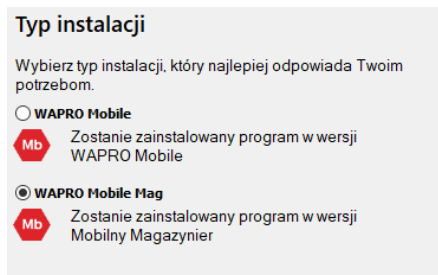 Typ instalacji
Wybierz typ instalacji, który najlepiej odpowiada Twoim
potrzebom.
WAPRO Mobile
Mb
Zostanie zainstalowany program w wersji
WAPRO Mobile
WAPRO Mobile Mag
Mb
Zostanie zainstalowany program w wersji
Mobilny Magazynier